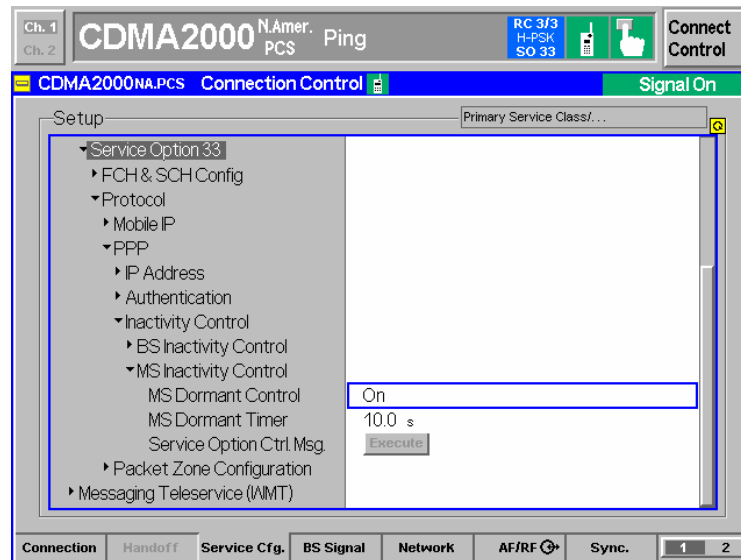 Ch. 1
Ch. 2
CDMA2000 N.Amer. PCS Ping
RC 3/3
H-PSK
SO 33
Connect Control
CDMA2000 NA.PCS Connection Control
Signal On
Setup
Primary Service Class/...
Service Option 33
FCH & SCH Config
Protocol
Mobile IP
PPP
IP Address
Authentication
Inactivity Control
BS Inactivity Control
MS Inactivity Control
MS Dormant Control On
MS Dormant Timer 10.0 s
Service Option Ctrl. Msg. Execute
Packet Zone Configuration
Messaging Teleservice (WMT)
Connection Handoff Service Cfg. BS Signal Network AF/RF Sync. 1 2